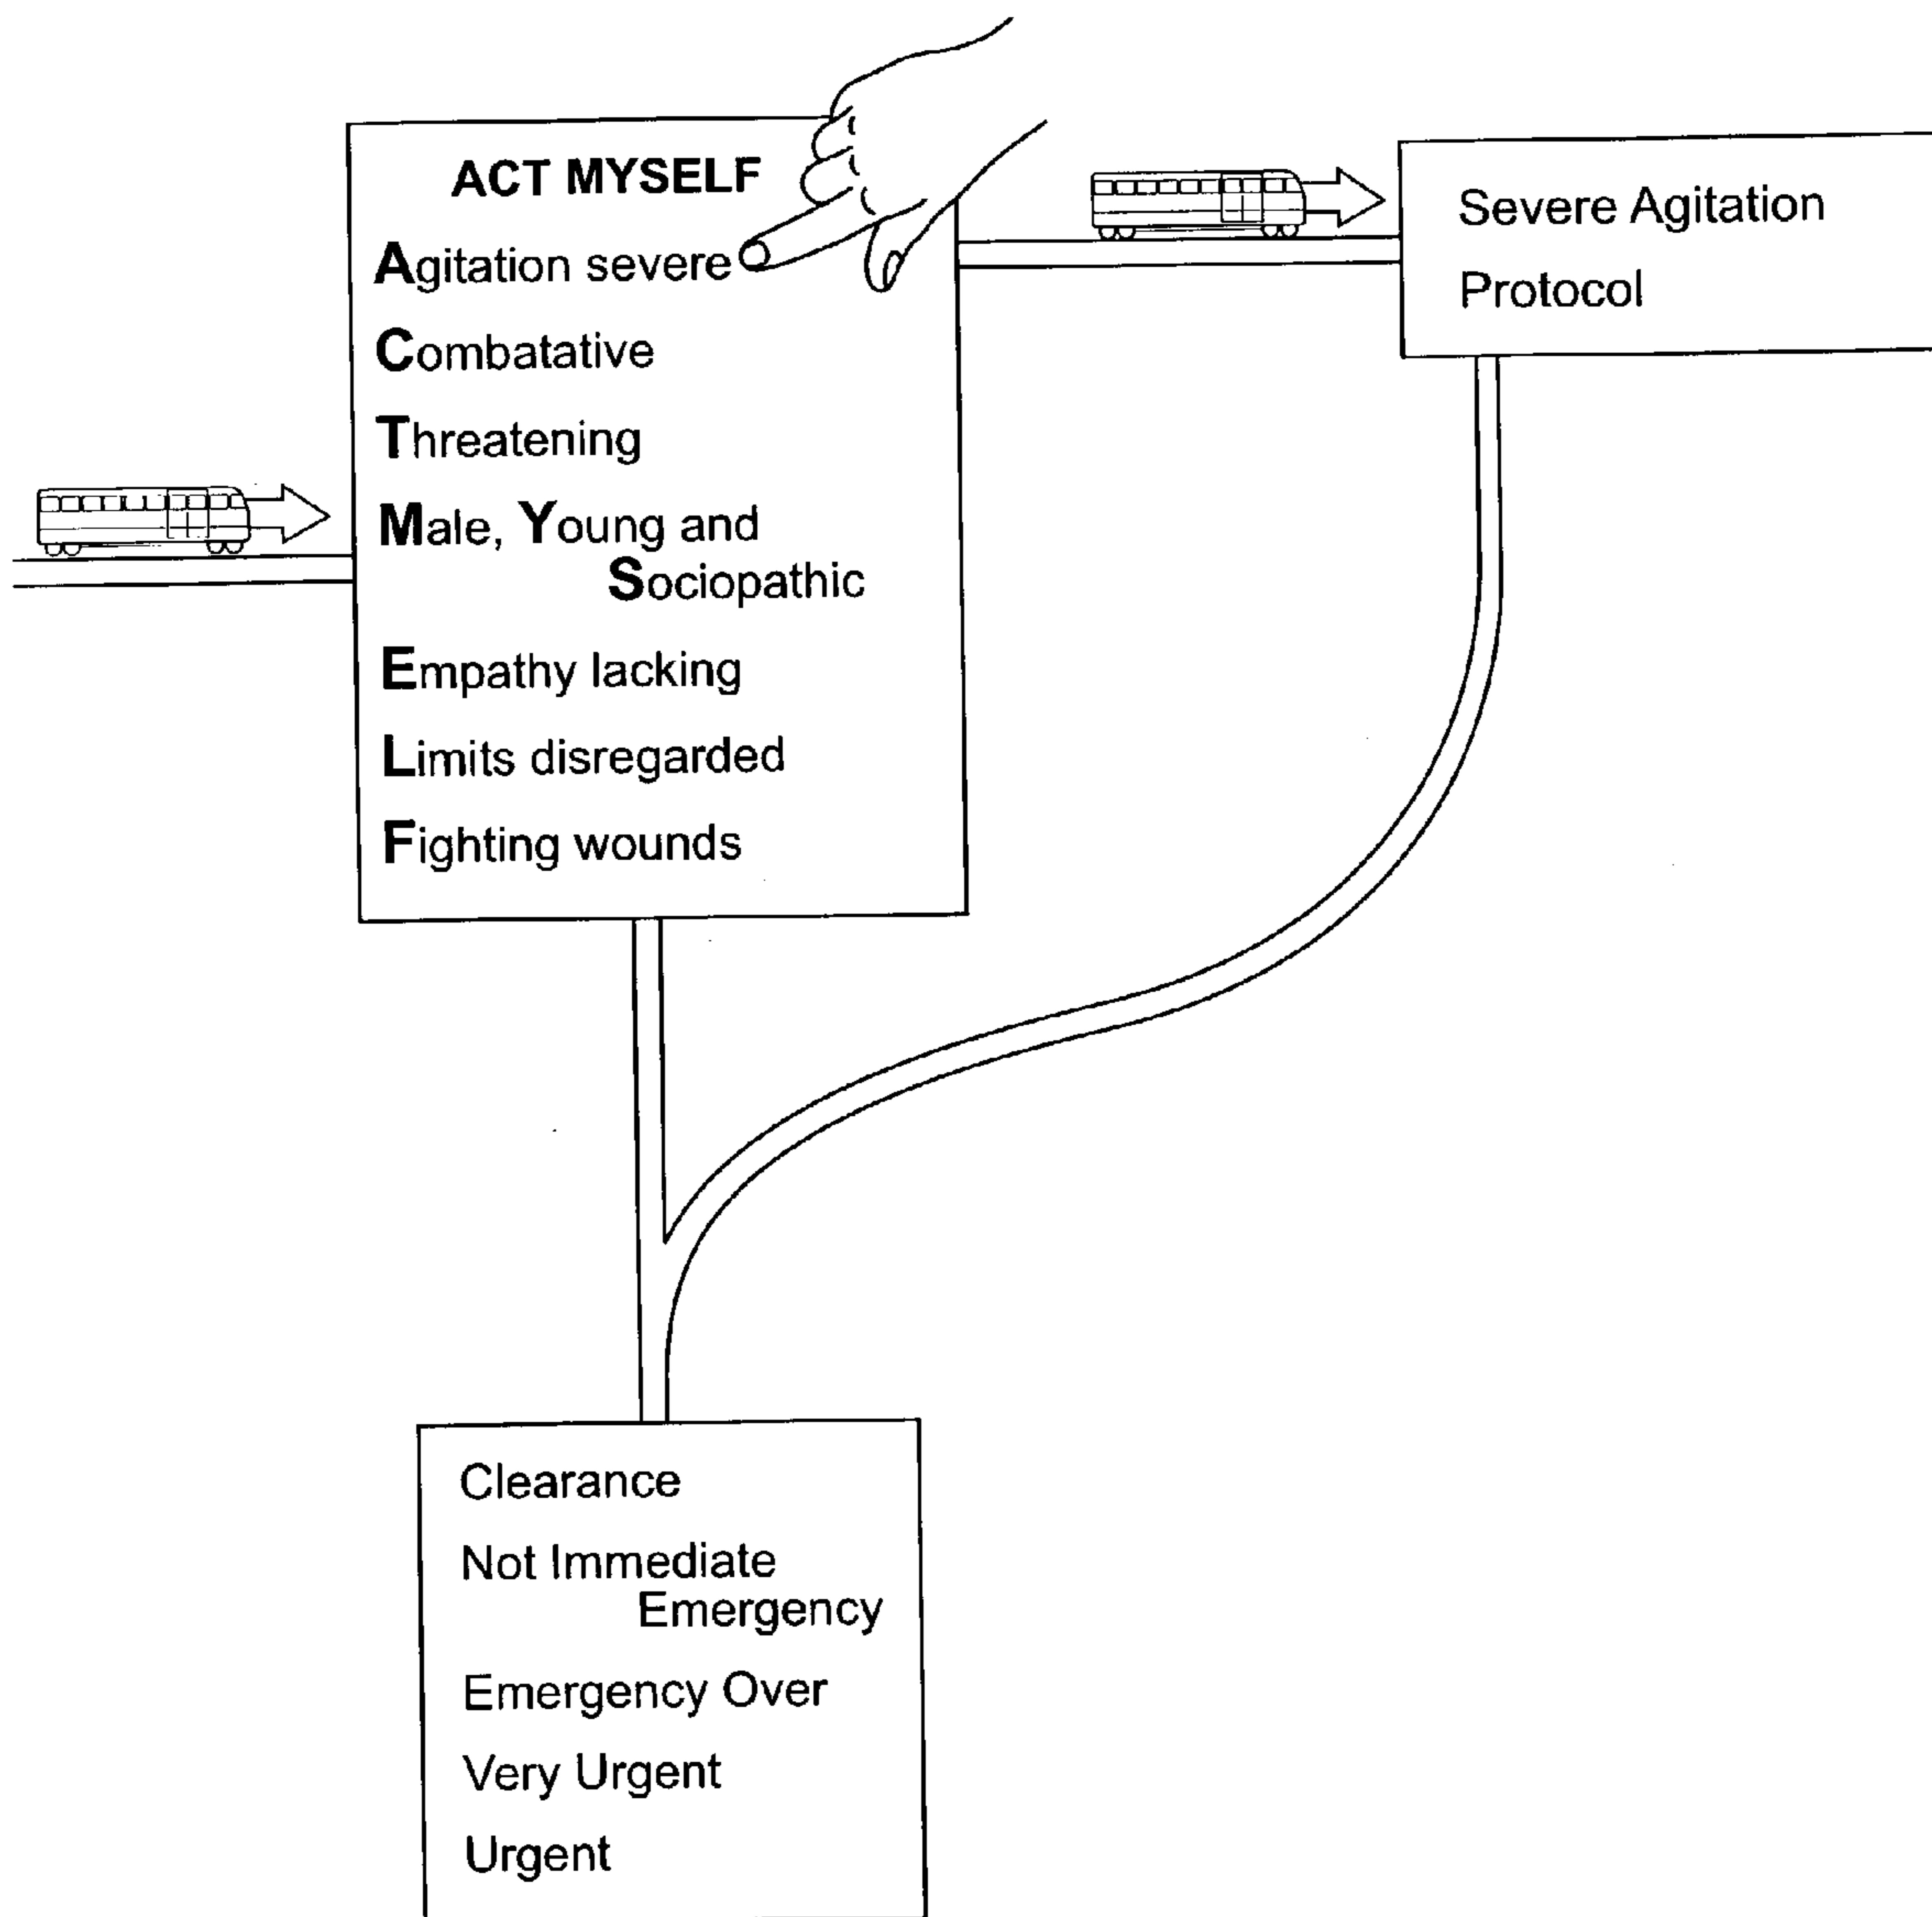 ACT MYSELF
Agitation severe
Combatative
Threatening
Male, Young and
Sociopathic
Empathy lacking
Limits disregarded
Fighting wounds
Severe Agitation
Protocol
Clearance
Not Immediate
Emergency
Emergency Over
Very Urgent
Urgent